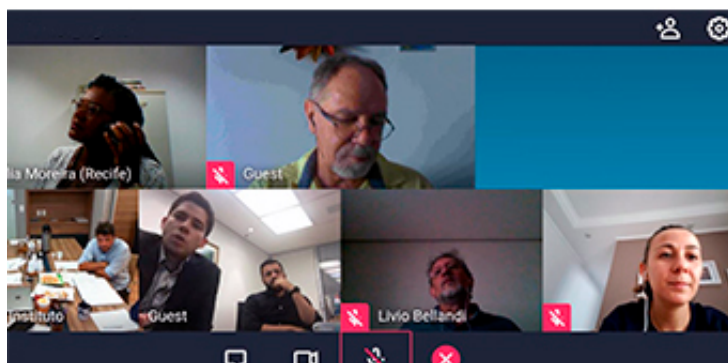 lia Moreira (Recife)
Guest
Instituto
Guest
Livio Bellandi